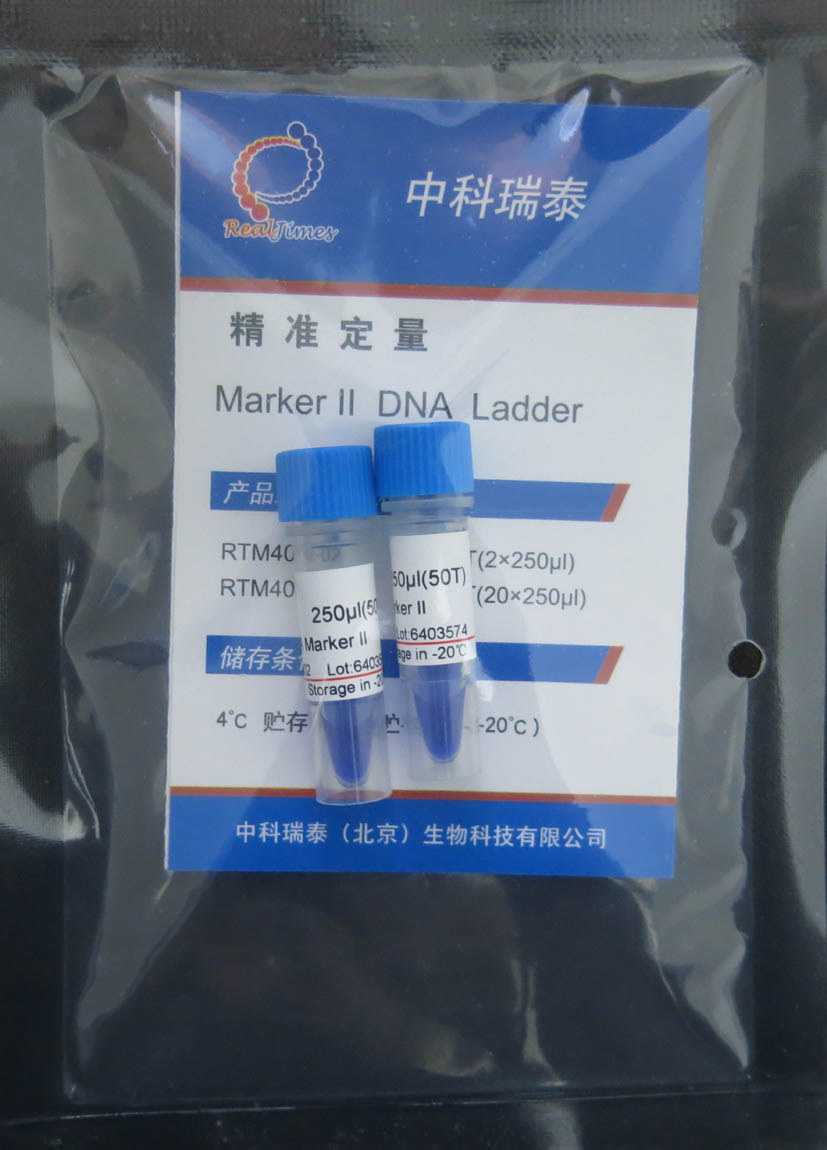 RealTimes
中科瑞泰
精准定量
Marker II DNA Ladder
产品
RTM40 -02 T(2×250μl)
RTM40 T(20×250μl)
储存条
4℃ 贮存 -20℃)
50μl(50T)
ker II
Lot:6403574
age in -20℃
250μl(50
Marker II
2 Lot:6403
Storage in -2
中科瑞泰(北京)生物科技有限公司